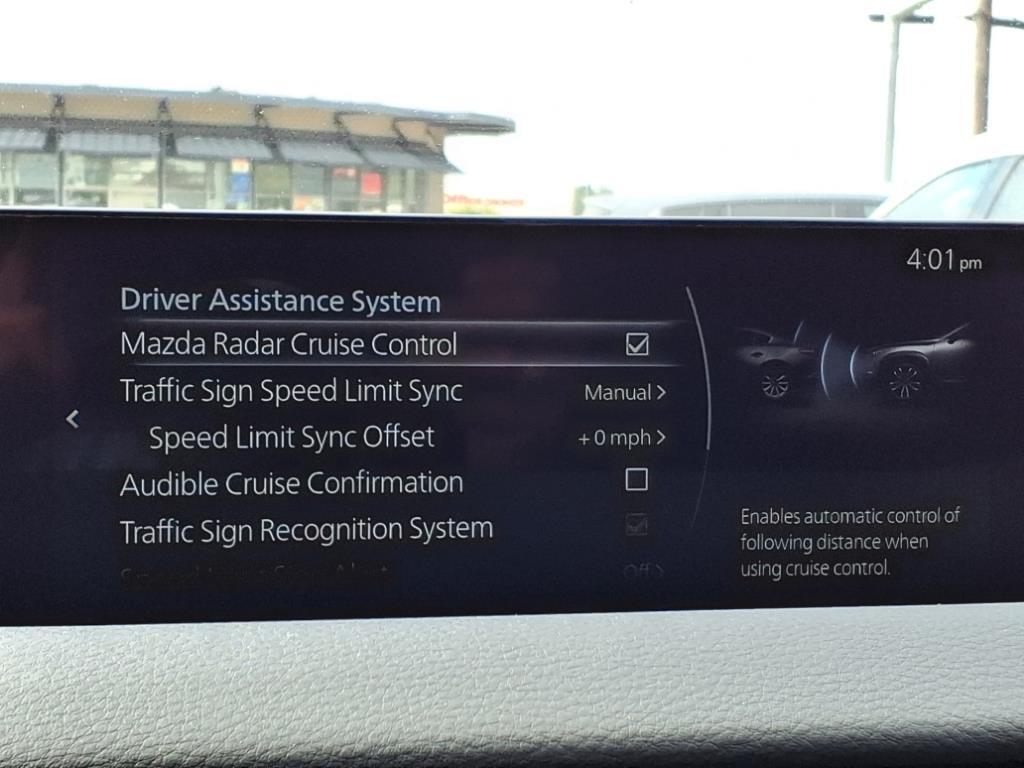 4:01 pm
Driver Assistance System
Mazda Radar Cruise Control
Traffic Sign Speed Limit Sync Manual >
Speed Limit Sync Offset +0 mph >
Audible Cruise Confirmation
Traffic Sign Recognition System
Off >
Enables automatic control of
following distance when
using cruise control.